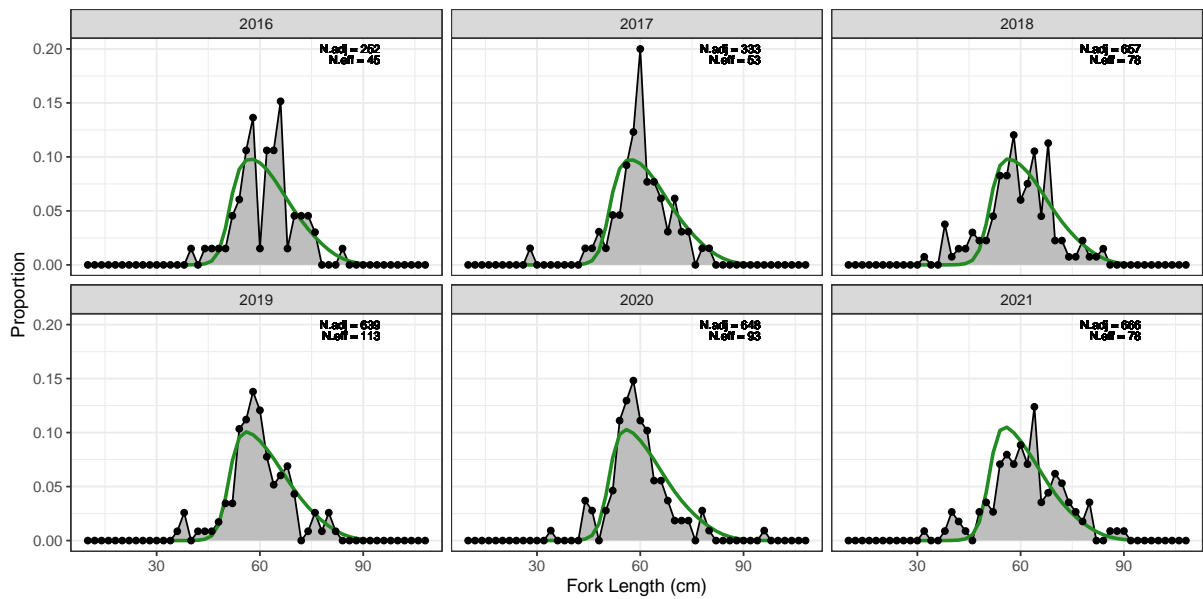 2016 2017 2018
N.adj = 252 N.adj = 333 N.adj = 657
N.eff = 45 N.eff = 53 N.eff = 78
0.20
0.15
0.10
0.05
0.00
2019 2020 2021
N.adj = 639 N.adj = 648 N.adj = 666
N.eff = 113 N.eff = 93 N.eff = 78
0.20
0.15
0.10
0.05
0.00
Proportion
30 60 90 30 60 90 30 60 90
Fork Length (cm)